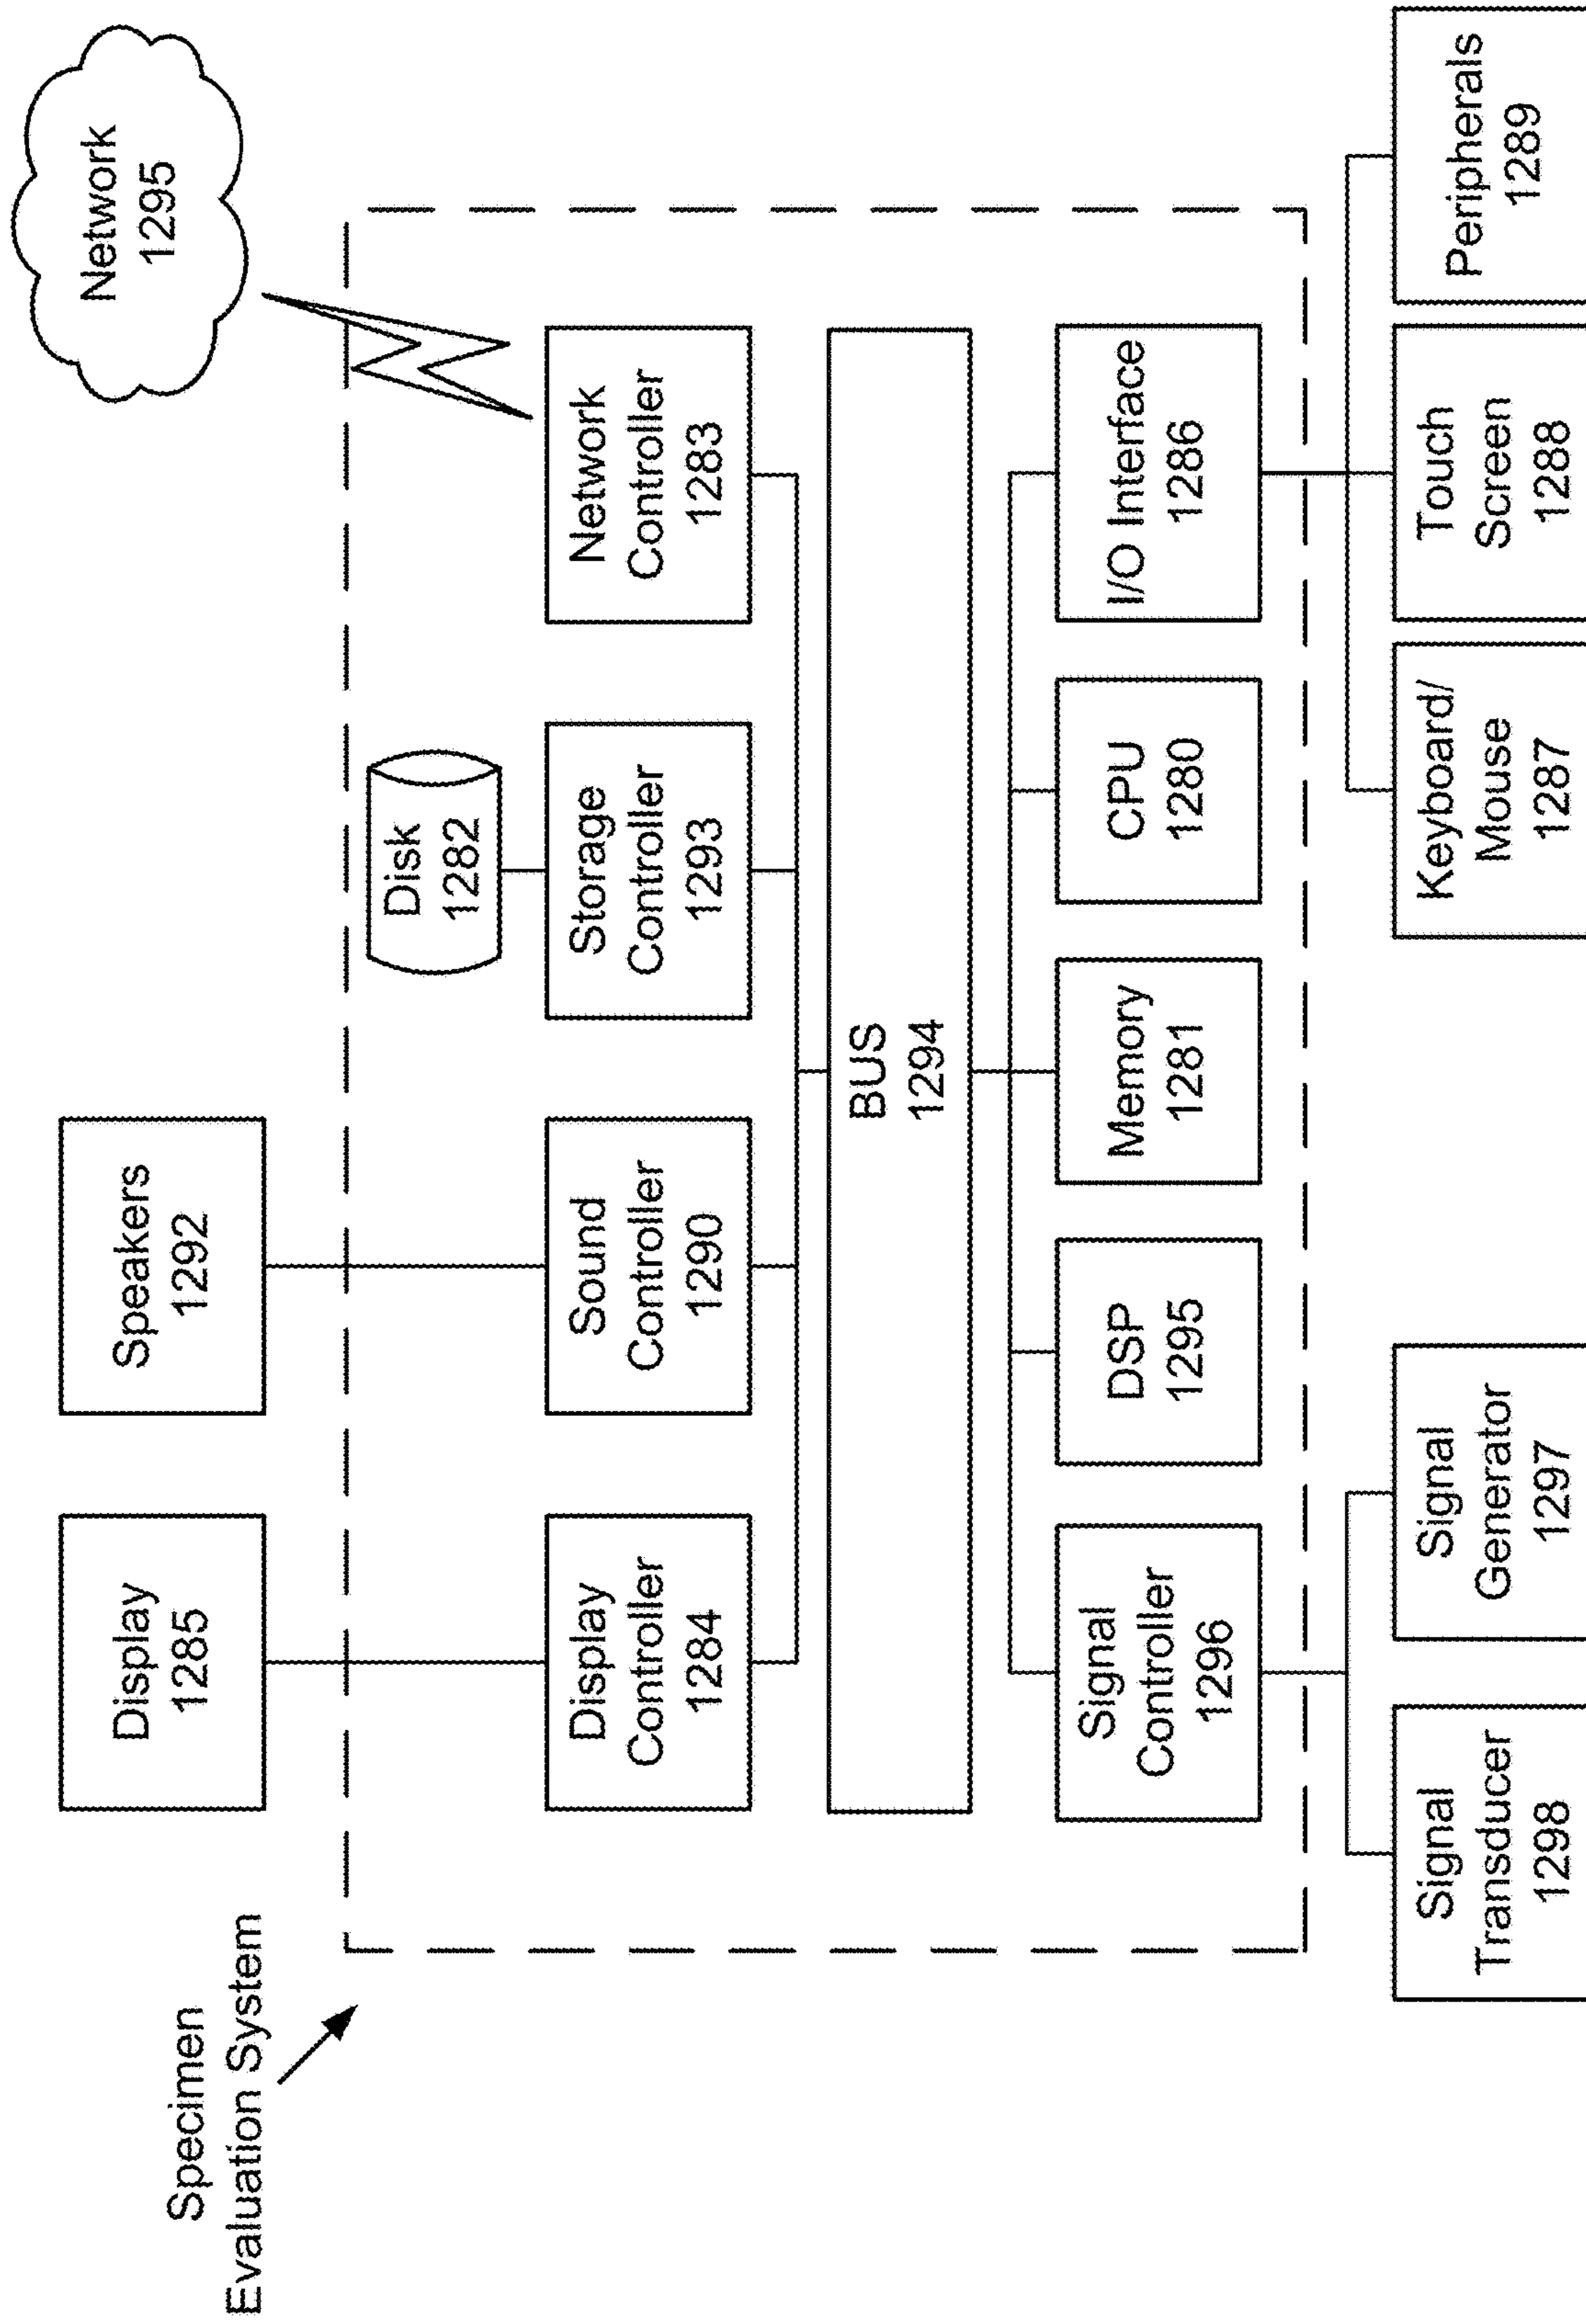 Specimen
Evaluation System
Display
1285
Speakers
1292
Network
1295
Disk
1282
Display
Controller
1284
Sound
Controller
1290
Storage
Controller
1293
Network
Controller
1283
BUS
1294
Signal
Controller
1296
DSP
1295
Memory
1281
CPU
1280
I/O Interface
1286
Signal
Transducer
1298
Signal
Generator
1297
Keyboard/
Mouse
1287
Touch
Screen
1288
Peripherals
1289